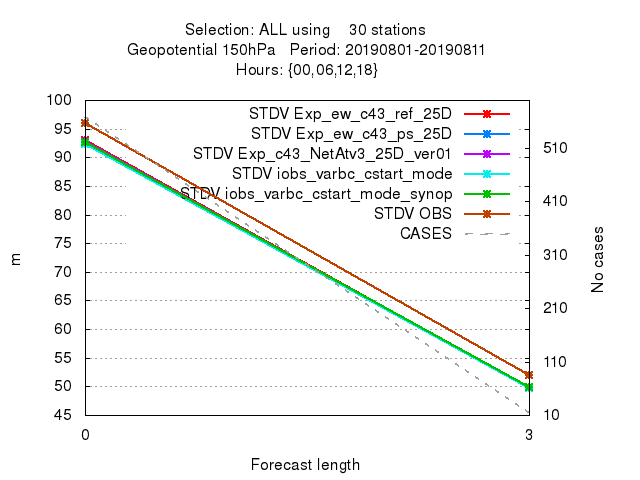 Selection: ALL using 30 stations
Geopotential 150hPa Period: 20190801-20190811
Hours: {00,06,12,18}
100
95
90
85
80
75
70
65
60
55
50
45
m
STDV Exp_ew_c43_ref_25D
STDV Exp_ew_c43_ps_25D
STDV Exp_c43_NetAtv3_25D_ver01
STDV iobs_varbc_cstart_mode
STDV iobs_varbc_cstart_mode_synop
STDV OBS
CASES
510
410
310
210
110
10
No cases
0 3
Forecast length